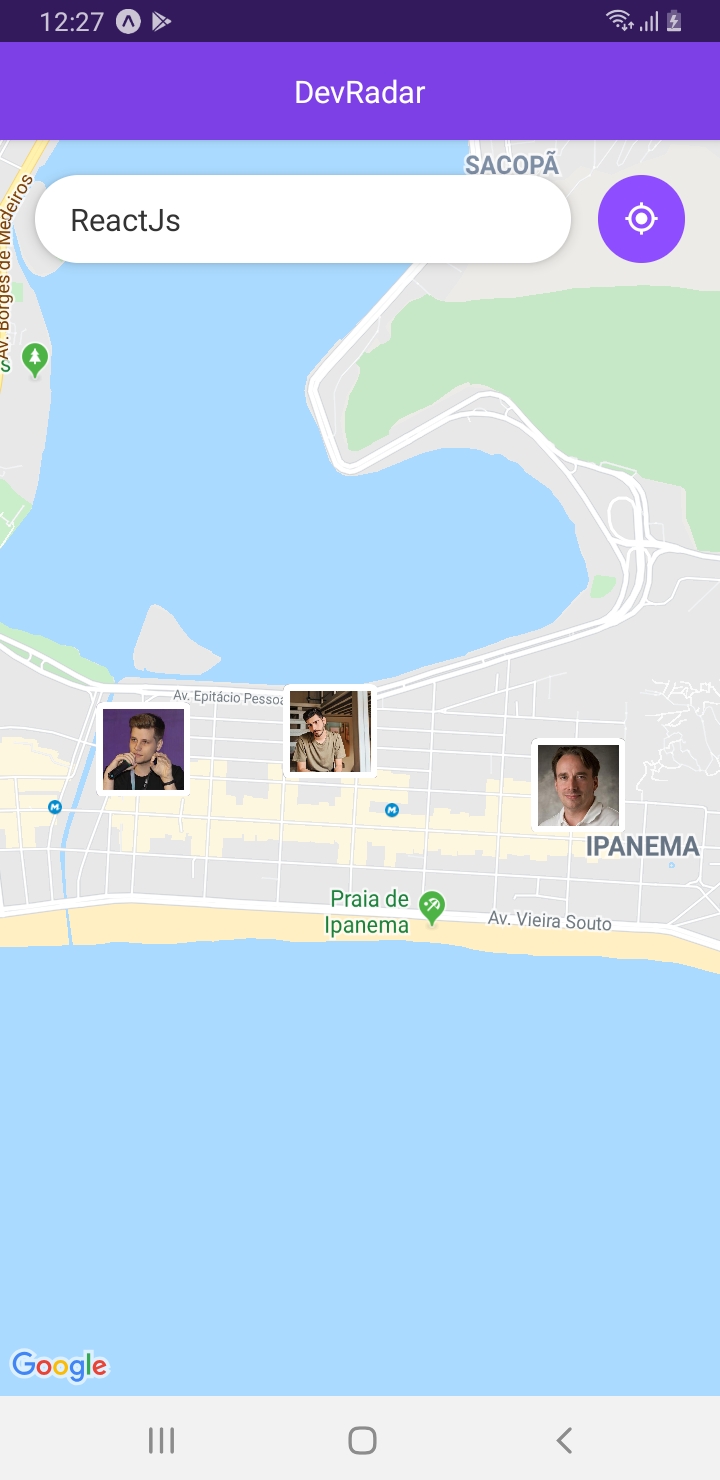 12:27
DevRadar
SACOPÃ
ReactJs
Av. Borges de Medeiros
s
Av. Epitácio Pessoa
M
M
IPANEMA
Praia de
Ipanema
Av. Vieira Souto
Google